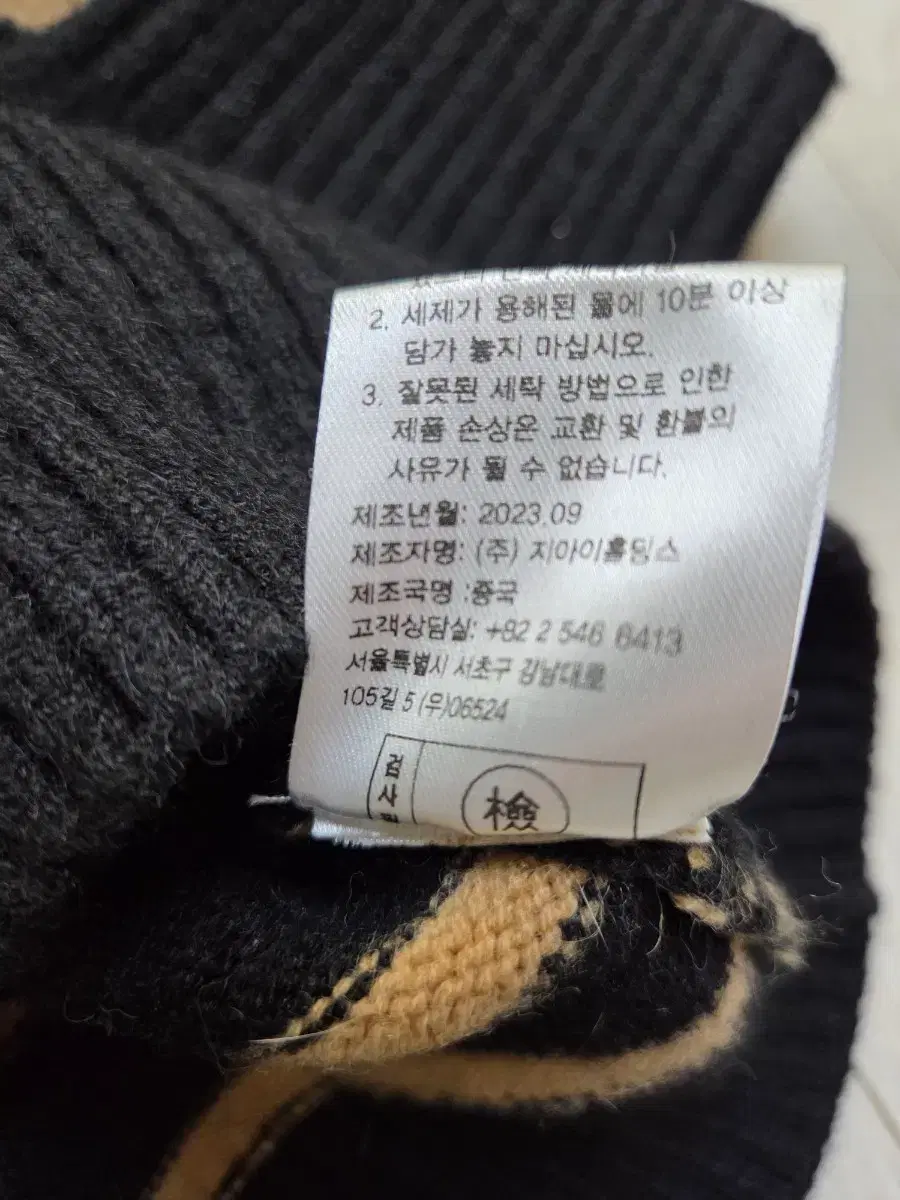 2. 세제가 용해된 물에 10분 이상
담가 놓지 마십시오.
3. 잘못된 세탁 방법으로 인한
제품 손상은 교환 및 환불의
사유가 될 수 없습니다.
제조년월: 2023.09
제조자명: (주) 지아이홀딩스
제조국명 :중국
고객상담실: +82 2 546 6413
서울특별시 서초구 강남대로
105길 5 (우)06524
검사
檢